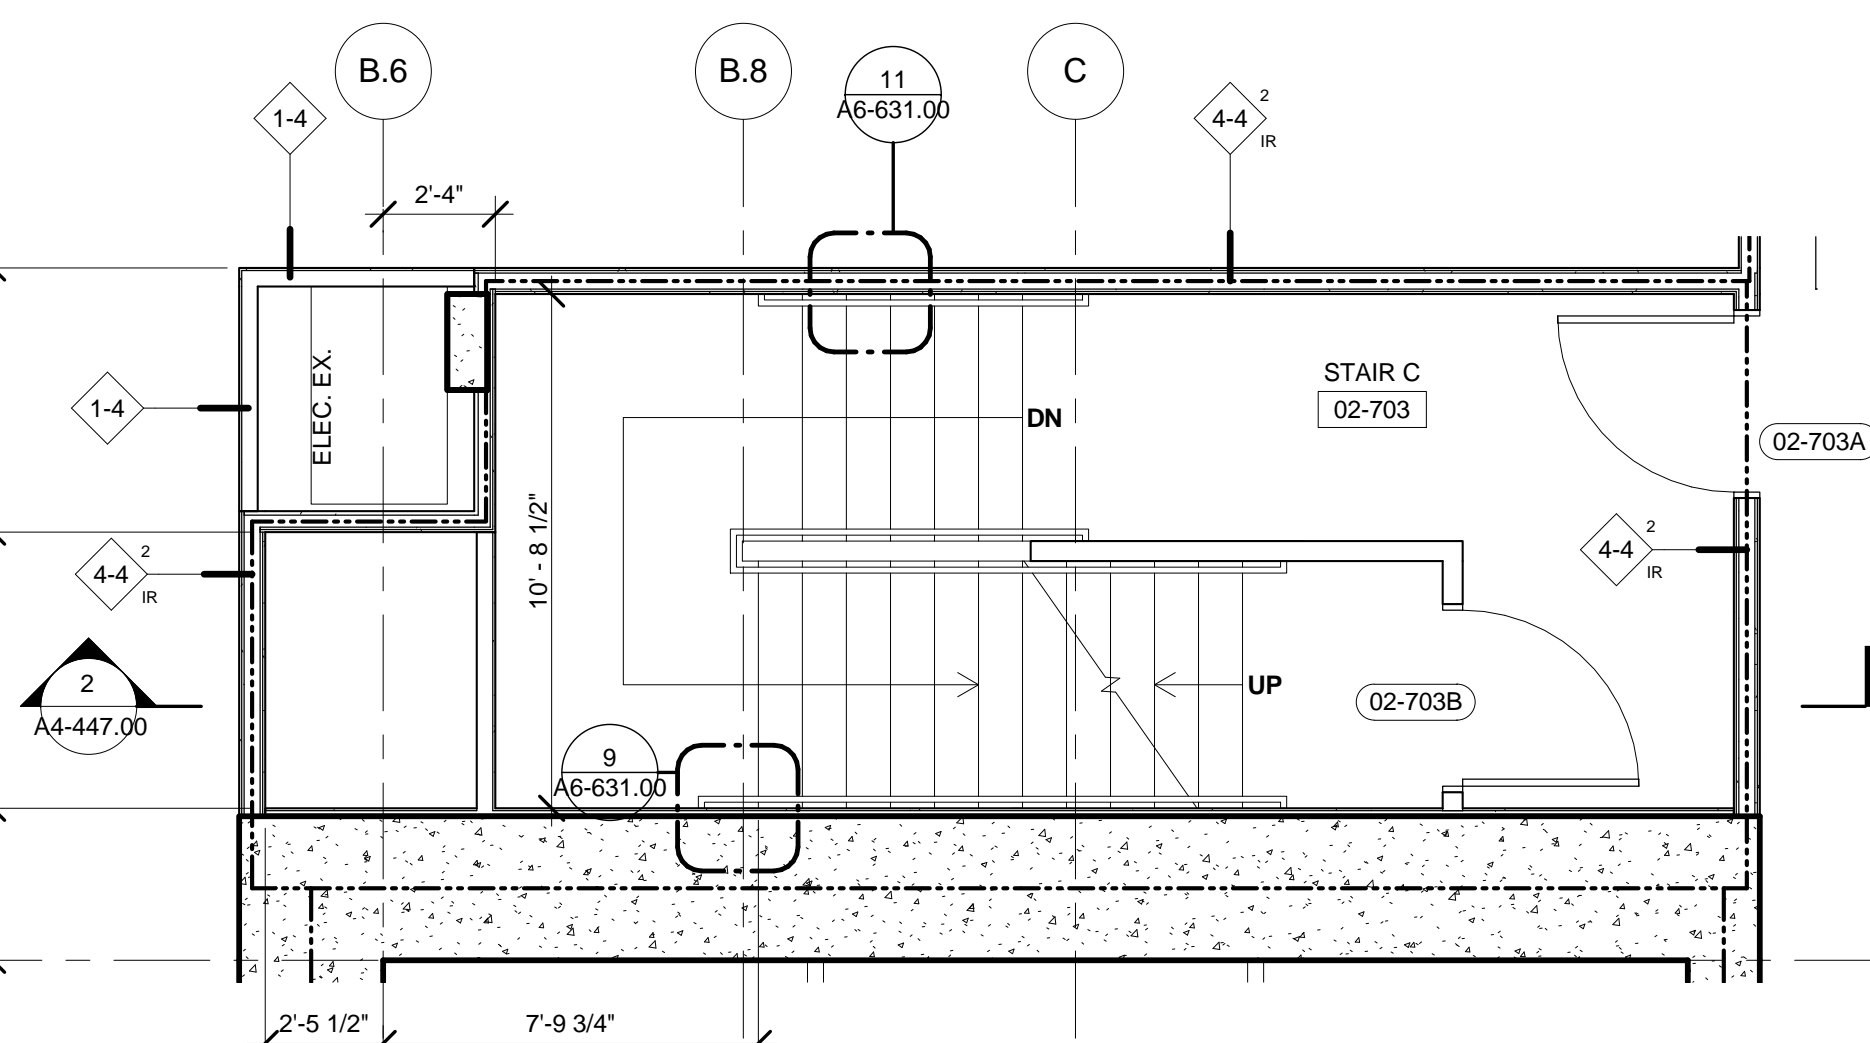 B.6
B.8
11
A6-631.00
C
1-4
4-4
2
IR
2'-4"
ELEC. EX.
STAIR C
02-703
DN
1-4
02-703A
10' - 8 1/2"
4-4
2
IR
4-4
2
IR
2
A4-447.00
UP
02-703B
9
A6-631.00
2'-5 1/2"
7'-9 3/4"